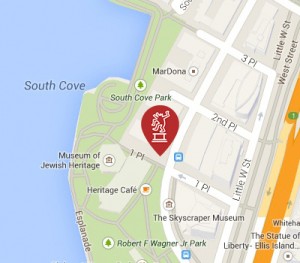 Little W St
West Street
3 Pl
MarDona
South Cove
South Cove Park
2nd Pl
1
Museum of
Jewish Heritage
1 Pl
Heritage Café
1 Pl
Little W St
Esplanade
The Skyscraper Museum
Whiteha
The Statue of
Liberty - Ellis Island...
Robert F Wagner Jr Park